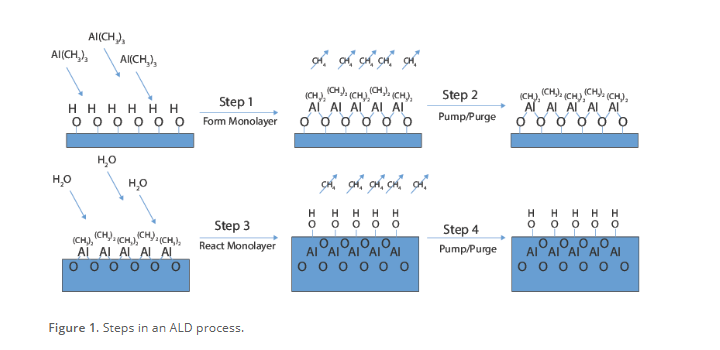 Al(CH₃)₃
Al(CH₃)₃
Al(CH₃)₃
H H H H H H
O O O O O O
Step 1
Form Monolayer
CH₄ CH₄ CH₄ CH₄ CH₄
(CH₃)₂ (CH₃)₂ (CH₃)₂ (CH₃)₂ (CH₃)₂
Al Al Al Al Al
O O O O O O
Step 2
Pump/Purge
(CH₃)₂ (CH₃)₂ (CH₃)₂ (CH₃)₂ (CH₃)₂
Al Al Al Al Al
O O O O O O
H₂O
H₂O
H₂O
(CH₃)₂ (CH₃)₂ (CH₃)₂ (CH₃)₂ (CH₃)₂
Al Al Al Al Al
O O O O O O
Step 3
React Monolayer
CH₄ CH₄ CH₄ CH₄ CH₄
H H H H H
O O O O O
O O O O
Al Al Al Al Al
O O O O O O
Step 4
Pump/Purge
H H H H H
O O O O O
O O O O
Al Al Al Al Al
O O O O O O
Figure 1. Steps in an ALD process.